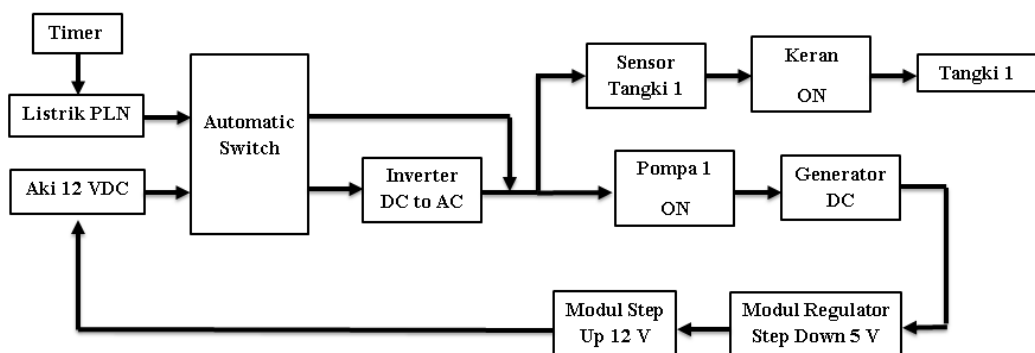 Timer
Listrik PLN
Aki 12 VDC
Automatic
Switch
Inverter
DC to AC
Sensor
Tangki 1
Keran
ON
Tangki 1
Pompa 1
ON
Generator
DC
Modul Step
Up 12 V
Modul Regulator
Step Down 5 V